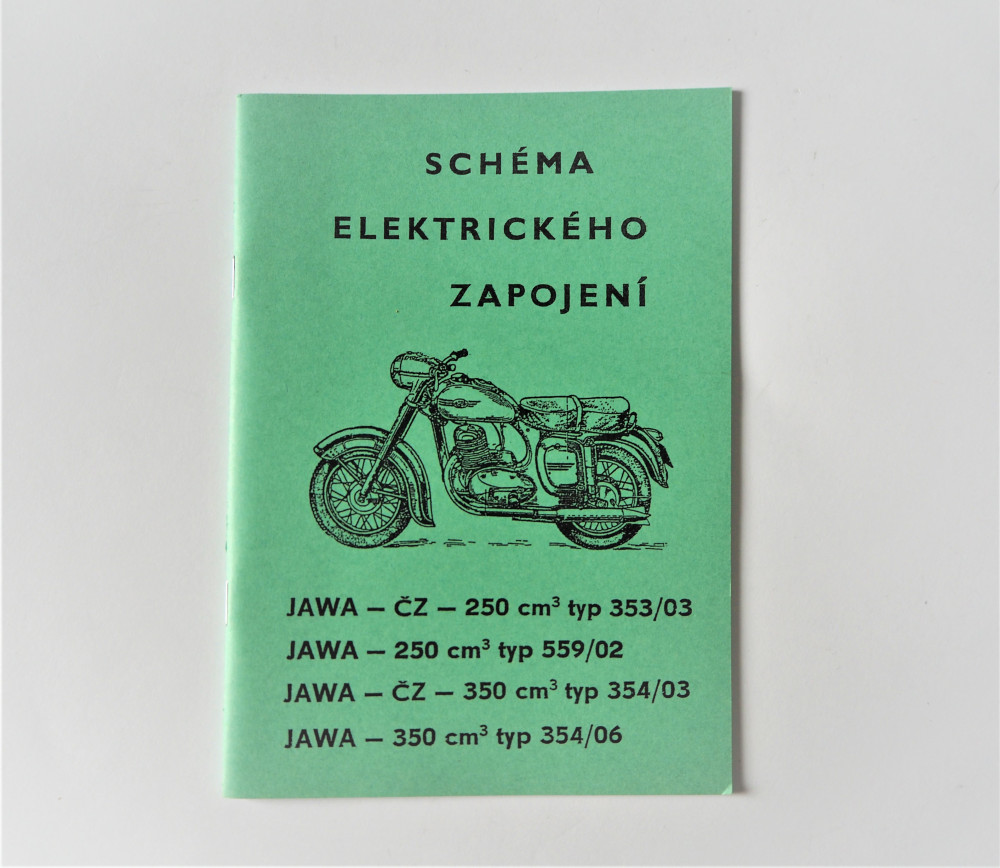 SCHÉMA
ELEKTRICKÉHO
ZAPOJENÍ
JAWA – ČZ – 250 cm³ typ 353/03
JAWA – 250 cm³ typ 559/02
JAWA – ČZ – 350 cm³ typ 354/03
JAWA – 350 cm³ typ 354/06